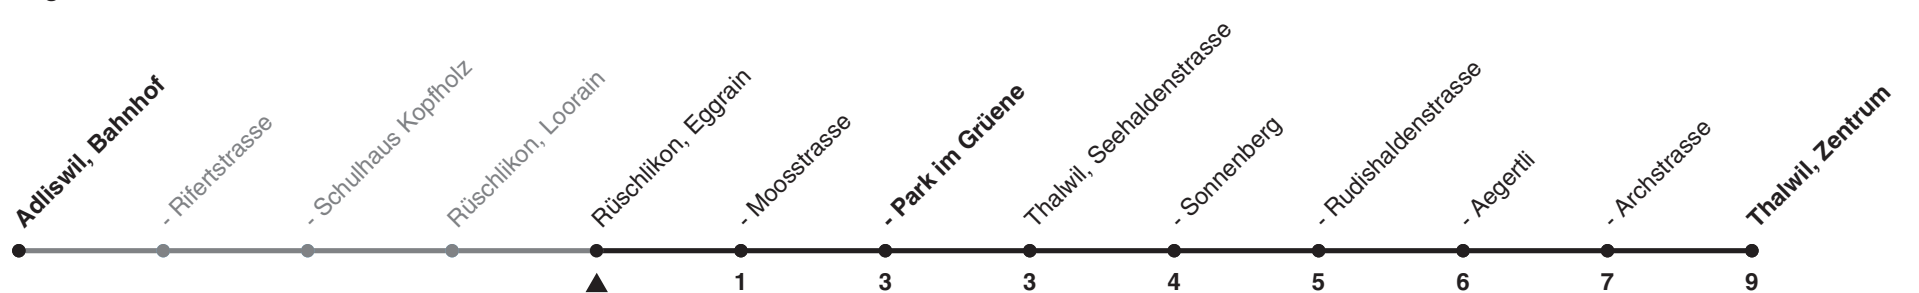 Adliswil, Bahnhof
- Rifertstrasse
- Schulhaus Kopfholz
Rüschlikon, Loorain
Rüschlikon, Eggrain
- Moosstrasse
- Park im Grüene
Thalwil, Seehaldenstrasse
- Sonnenberg
- Rudishaldenstrasse
- Aegertli
- Archstrasse
Thalwil, Zentrum
1 3 3 4 5 6 7 9